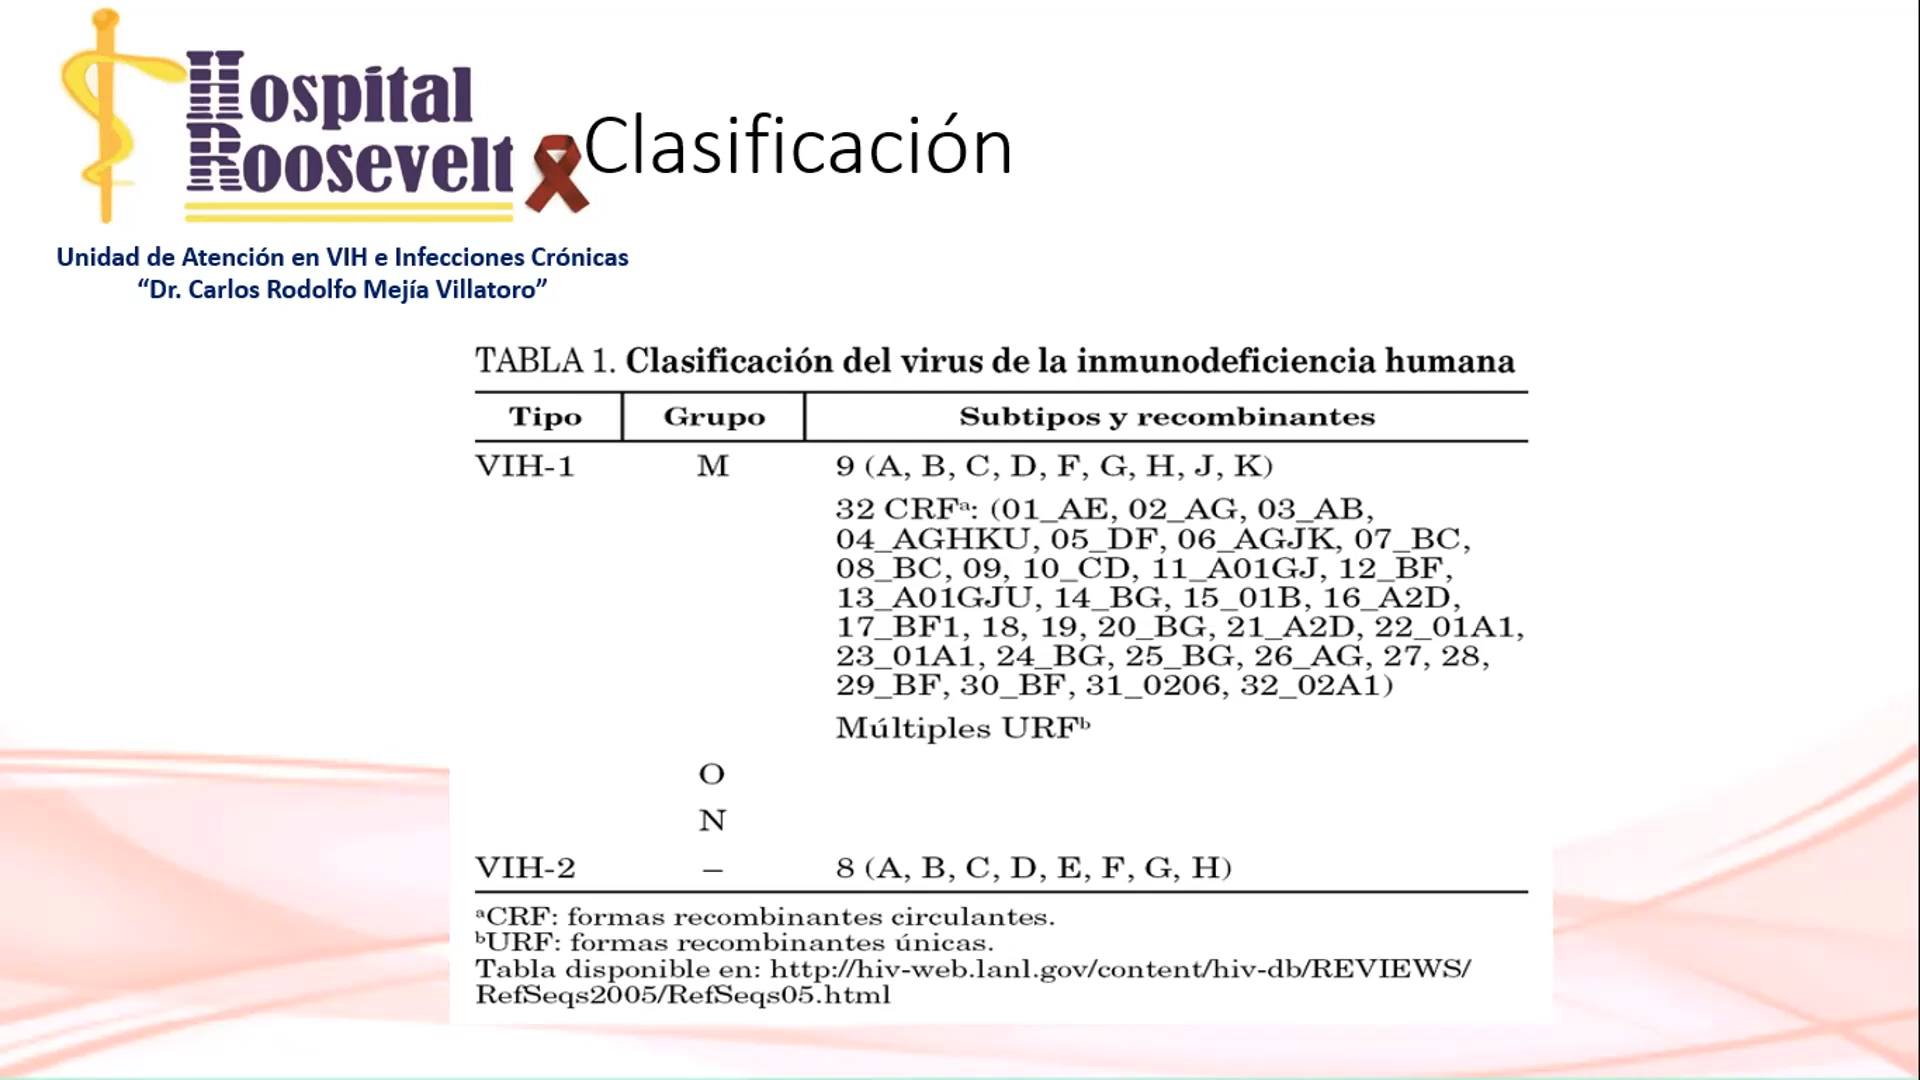 Hospital
Roosevelt
Clasificación
Unidad de Atención en VIH e Infecciones Crónicas
“Dr. Carlos Rodolfo Mejía Villatoro”
TABLA 1. Clasificación del virus de la inmunodeficiencia humana
Tipo Grupo Subtipos y recombinantes
VIH-1 M 9 (A, B, C, D, F, G, H, J, K)
32 CRFª: (01_AE, 02_AG, 03_AB,
04_AGHKU, 05_DF, 06_AGJK, 07_BC,
08_BC, 09, 10_CD, 11_A01GJ, 12_BF,
13_A01GJU, 14_BG, 15_01B, 16_A2D,
17_BF1, 18, 19, 20_BG, 21_A2D, 22_01A1,
23_01A1, 24_BG, 25_BG, 26_AG, 27, 28,
29_BF, 30_BF, 31_0206, 32_02A1)
Múltiples URFᵇ
O
N
VIH-2 – 8 (A, B, C, D, E, F, G, H)
ªCRF: formas recombinantes circulantes.
ᵇURF: formas recombinantes únicas.
Tabla disponible en: http://hiv-web.lanl.gov/content/hiv-db/REVIEWS/
RefSeqs2005/RefSeqs05.html